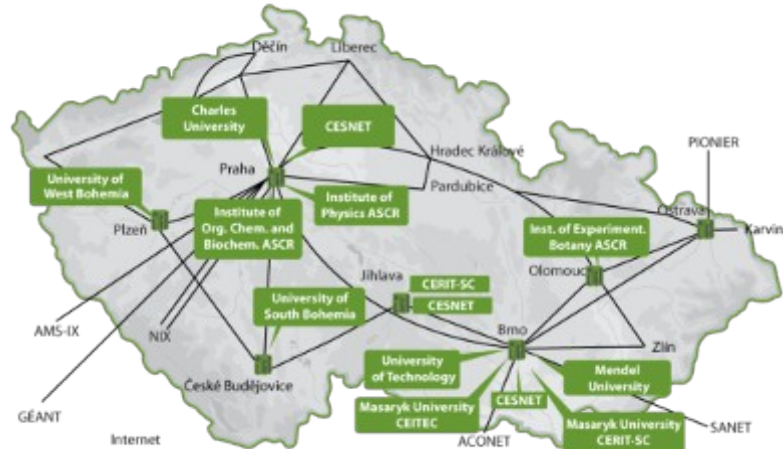 Děčín
Liberec
Charles
University
CESNET
Hradec Králové
PIONIER
Praha
University of
West Bohemia
Pardubice
Institute of
Physics ASCR
Ostrava
Karvin
Plzeň
Institute of
Org. Chem. and
Biochem. ASCR
Inst. of Experiment.
Botany ASCR
Olomouc
Jihlava
CERIT-SC
CESNET
University of
South Bohemia
AMS-IX
NIX
Brno
Zlín
České Budějovice
University
of Technology
Mendel
University
GÉANT
Masaryk University
CEITEC
CESNET
Masaryk University
CERIT-SC
SANET
Internet
ACONET